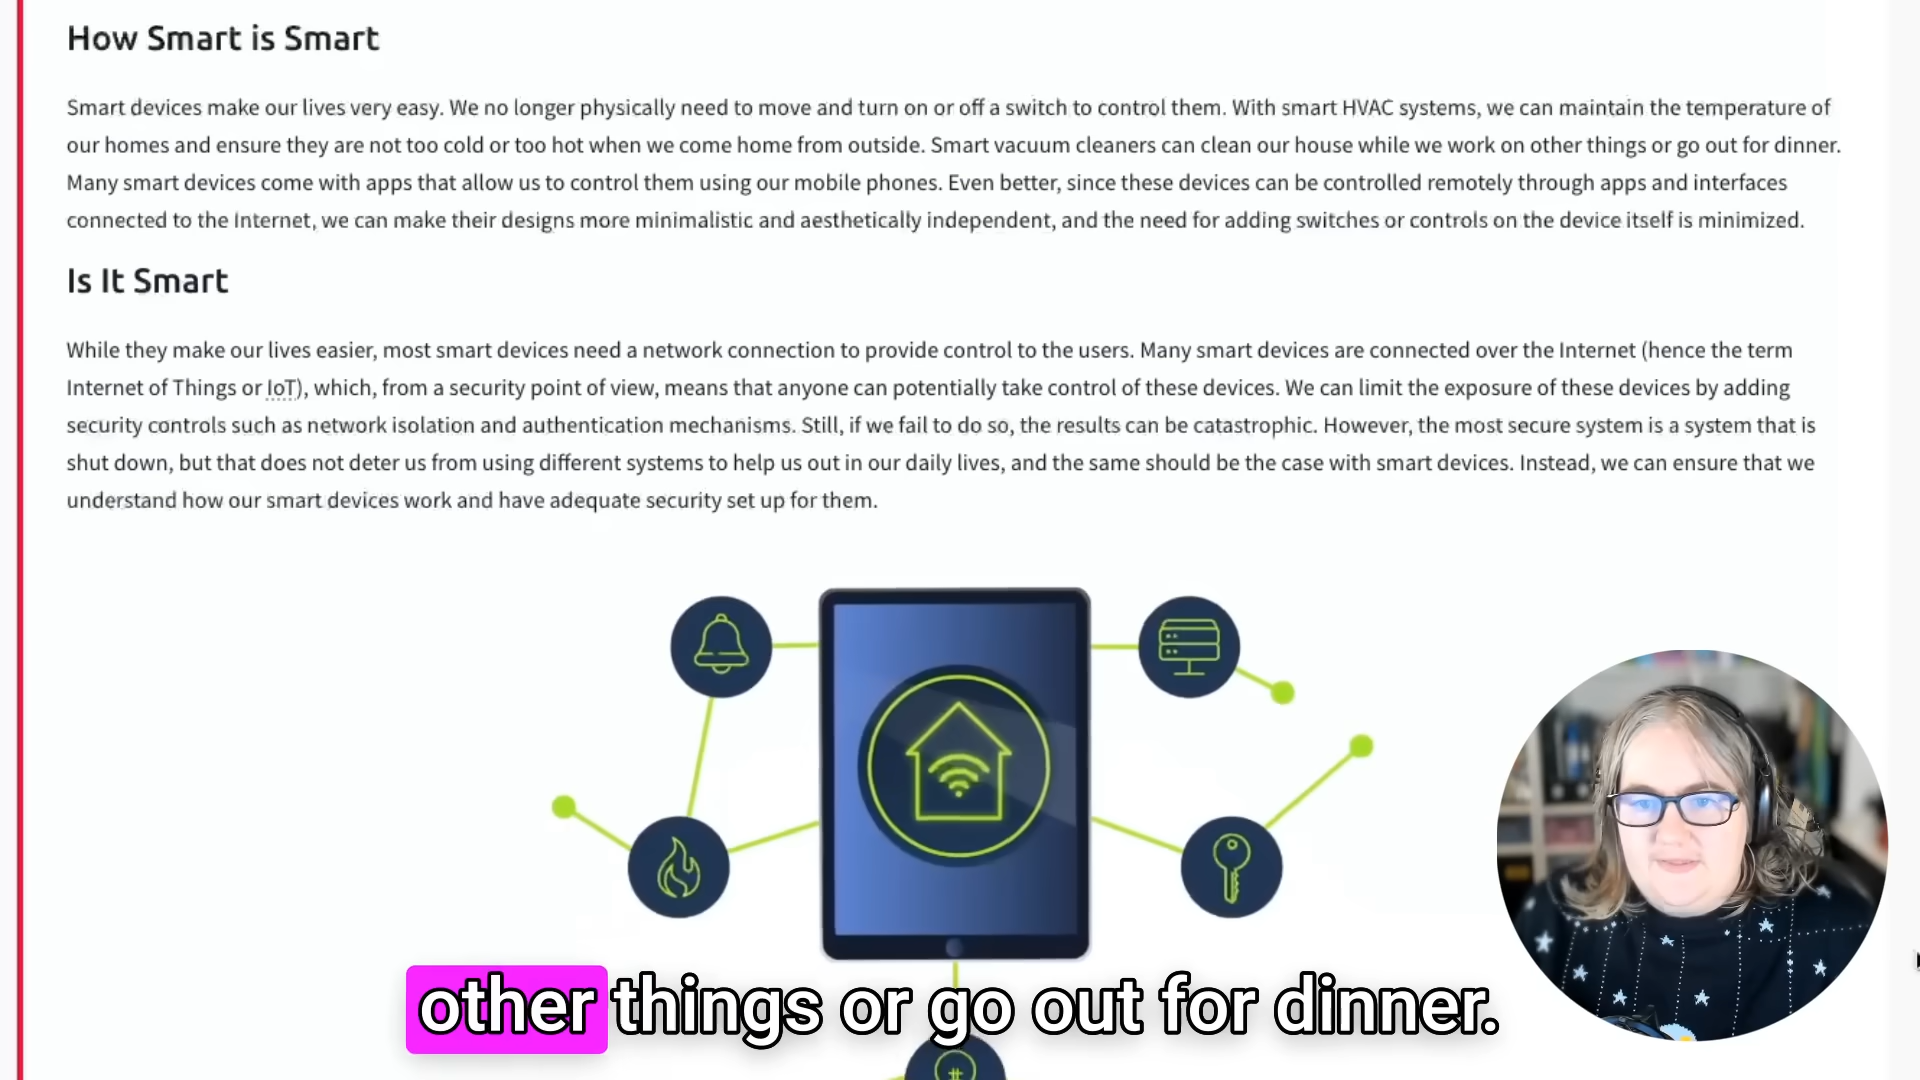 How Smart is Smart
Smart devices make our lives very easy. We no longer physically need to move and turn on or off a switch to control them. With smart HVAC systems, we can maintain the temperature of
our homes and ensure they are not too cold or too hot when we come home from outside. Smart vacuum cleaners can clean our house while we work on other things or go out for dinner.
Many smart devices come with apps that allow us to control them using our mobile phones. Even better, since these devices can be controlled remotely through apps and interfaces
connected to the Internet, we can make their designs more minimalistic and aesthetically independent, and the need for adding switches or controls on the device itself is minimized.
Is It Smart
While they make our lives easier, most smart devices need a network connection to provide control to the users. Many smart devices are connected over the Internet (hence the term
Internet of Things or IoT), which, from a security point of view, means that anyone can potentially take control of these devices. We can limit the exposure of these devices by adding
security controls such as network isolation and authentication mechanisms. Still, if we fail to do so, the results can be catastrophic. However, the most secure system is a system that is
shut down, but that does not deter us from using different systems to help us out in our daily lives, and the same should be the case with smart devices. Instead, we can ensure that we
understand how our smart devices work and have adequate security set up for them.
other things or go out for dinner.
#